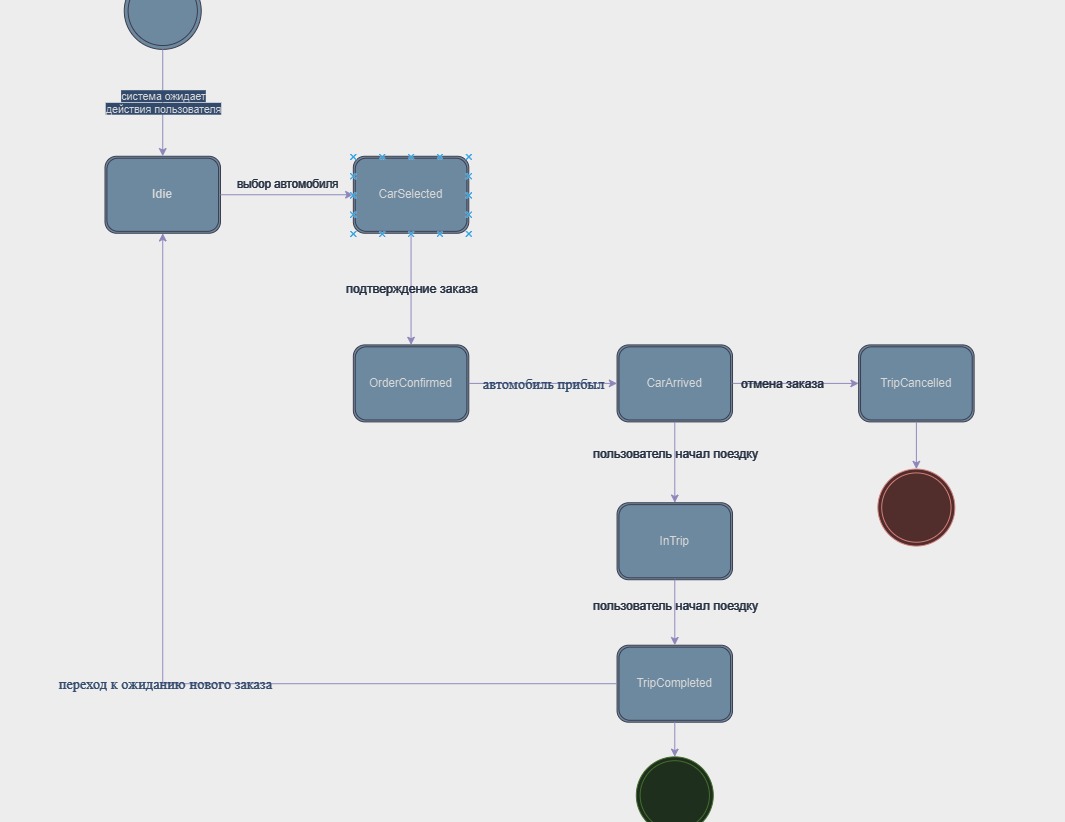 система ожидает
действия пользователя
Idie
выбор автомобиля
CarSelected
подтверждение заказа
OrderConfirmed
автомобиль прибыл
CarArrived
отмена заказа
TripCancelled
пользователь начал поездку
InTrip
пользователь начал поездку
TripCompleted
переход к ожиданию нового заказа